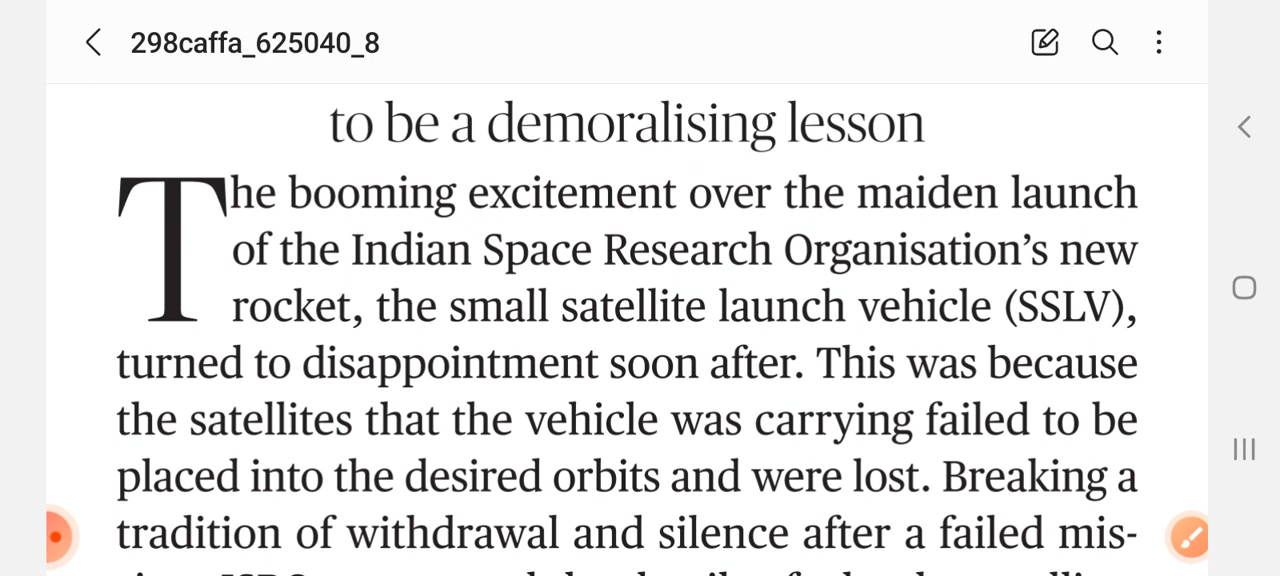 298caffa_625040_8
to be a demoralising lesson
The booming excitement over the maiden launch
of the Indian Space Research Organisation’s new
rocket, the small satellite launch vehicle (SSLV),
turned to disappointment soon after. This was because
the satellites that the vehicle was carrying failed to be
placed into the desired orbits and were lost. Breaking a
tradition of withdrawal and silence after a failed mis-